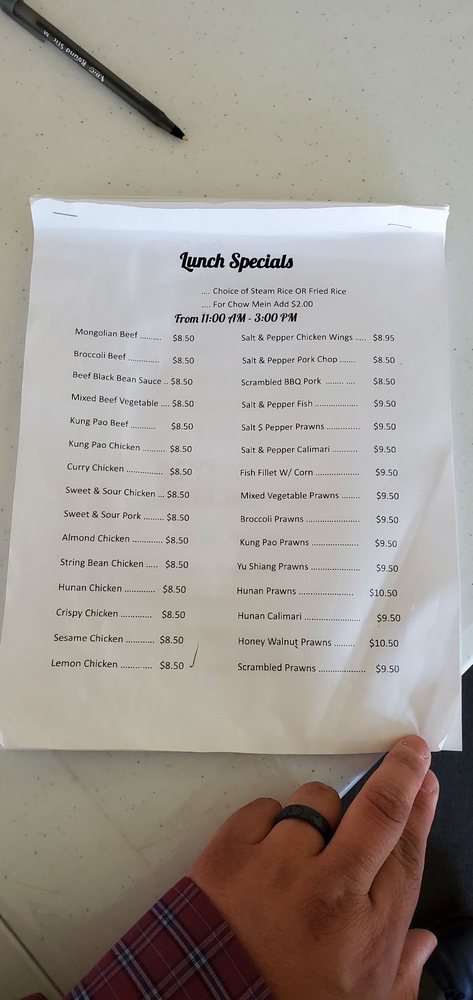 Lunch Specials
.... Choice of Steam Rice OR Fried Rice
.... For Chow Mein Add $2.00
From 11:00 AM - 3:00 PM
Mongolian Beef ......... $8.50
Broccoli Beef ............. $8.50
Beef Black Bean Sauce .. $8.50
Mixed Beef Vegetable .... $8.50
Kung Pao Beef ........... $8.50
Kung Pao Chicken ........... $8.50
Curry Chicken ................ $8.50
Sweet & Sour Chicken ... $8.50
Sweet & Sour Pork ......... $8.50
Almond Chicken ............. $8.50
String Bean Chicken ..... $8.50
Hunan Chicken ............. $8.50
Crispy Chicken .............. $8.50
Sesame Chicken ............ $8.50
Lemon Chicken ............. $8.50
Salt & Pepper Chicken Wings ..... $8.95
Salt & Pepper Pork Chop ....... $8.50
Scrambled BBQ Pork ........ .... $8.50
Salt & Pepper Fish .................. $9.50
Salt $ Pepper Prawns .............. $9.50
Salt & Pepper Calimari ............. $9.50
Fish Fillet W/ Corn ................... $9.50
Mixed Vegetable Prawns ........ $9.50
Broccoli Prawns ....................... $9.50
Kung Pao Prawns .................... $9.50
Yu Shiang Prawns .................... $9.50
Hunan Prawns ....................... $10.50
Hunan Calimari ...................... $9.50
Honey Walnut Prawns ......... $10.50
Scrambled Prawns ................... $9.50